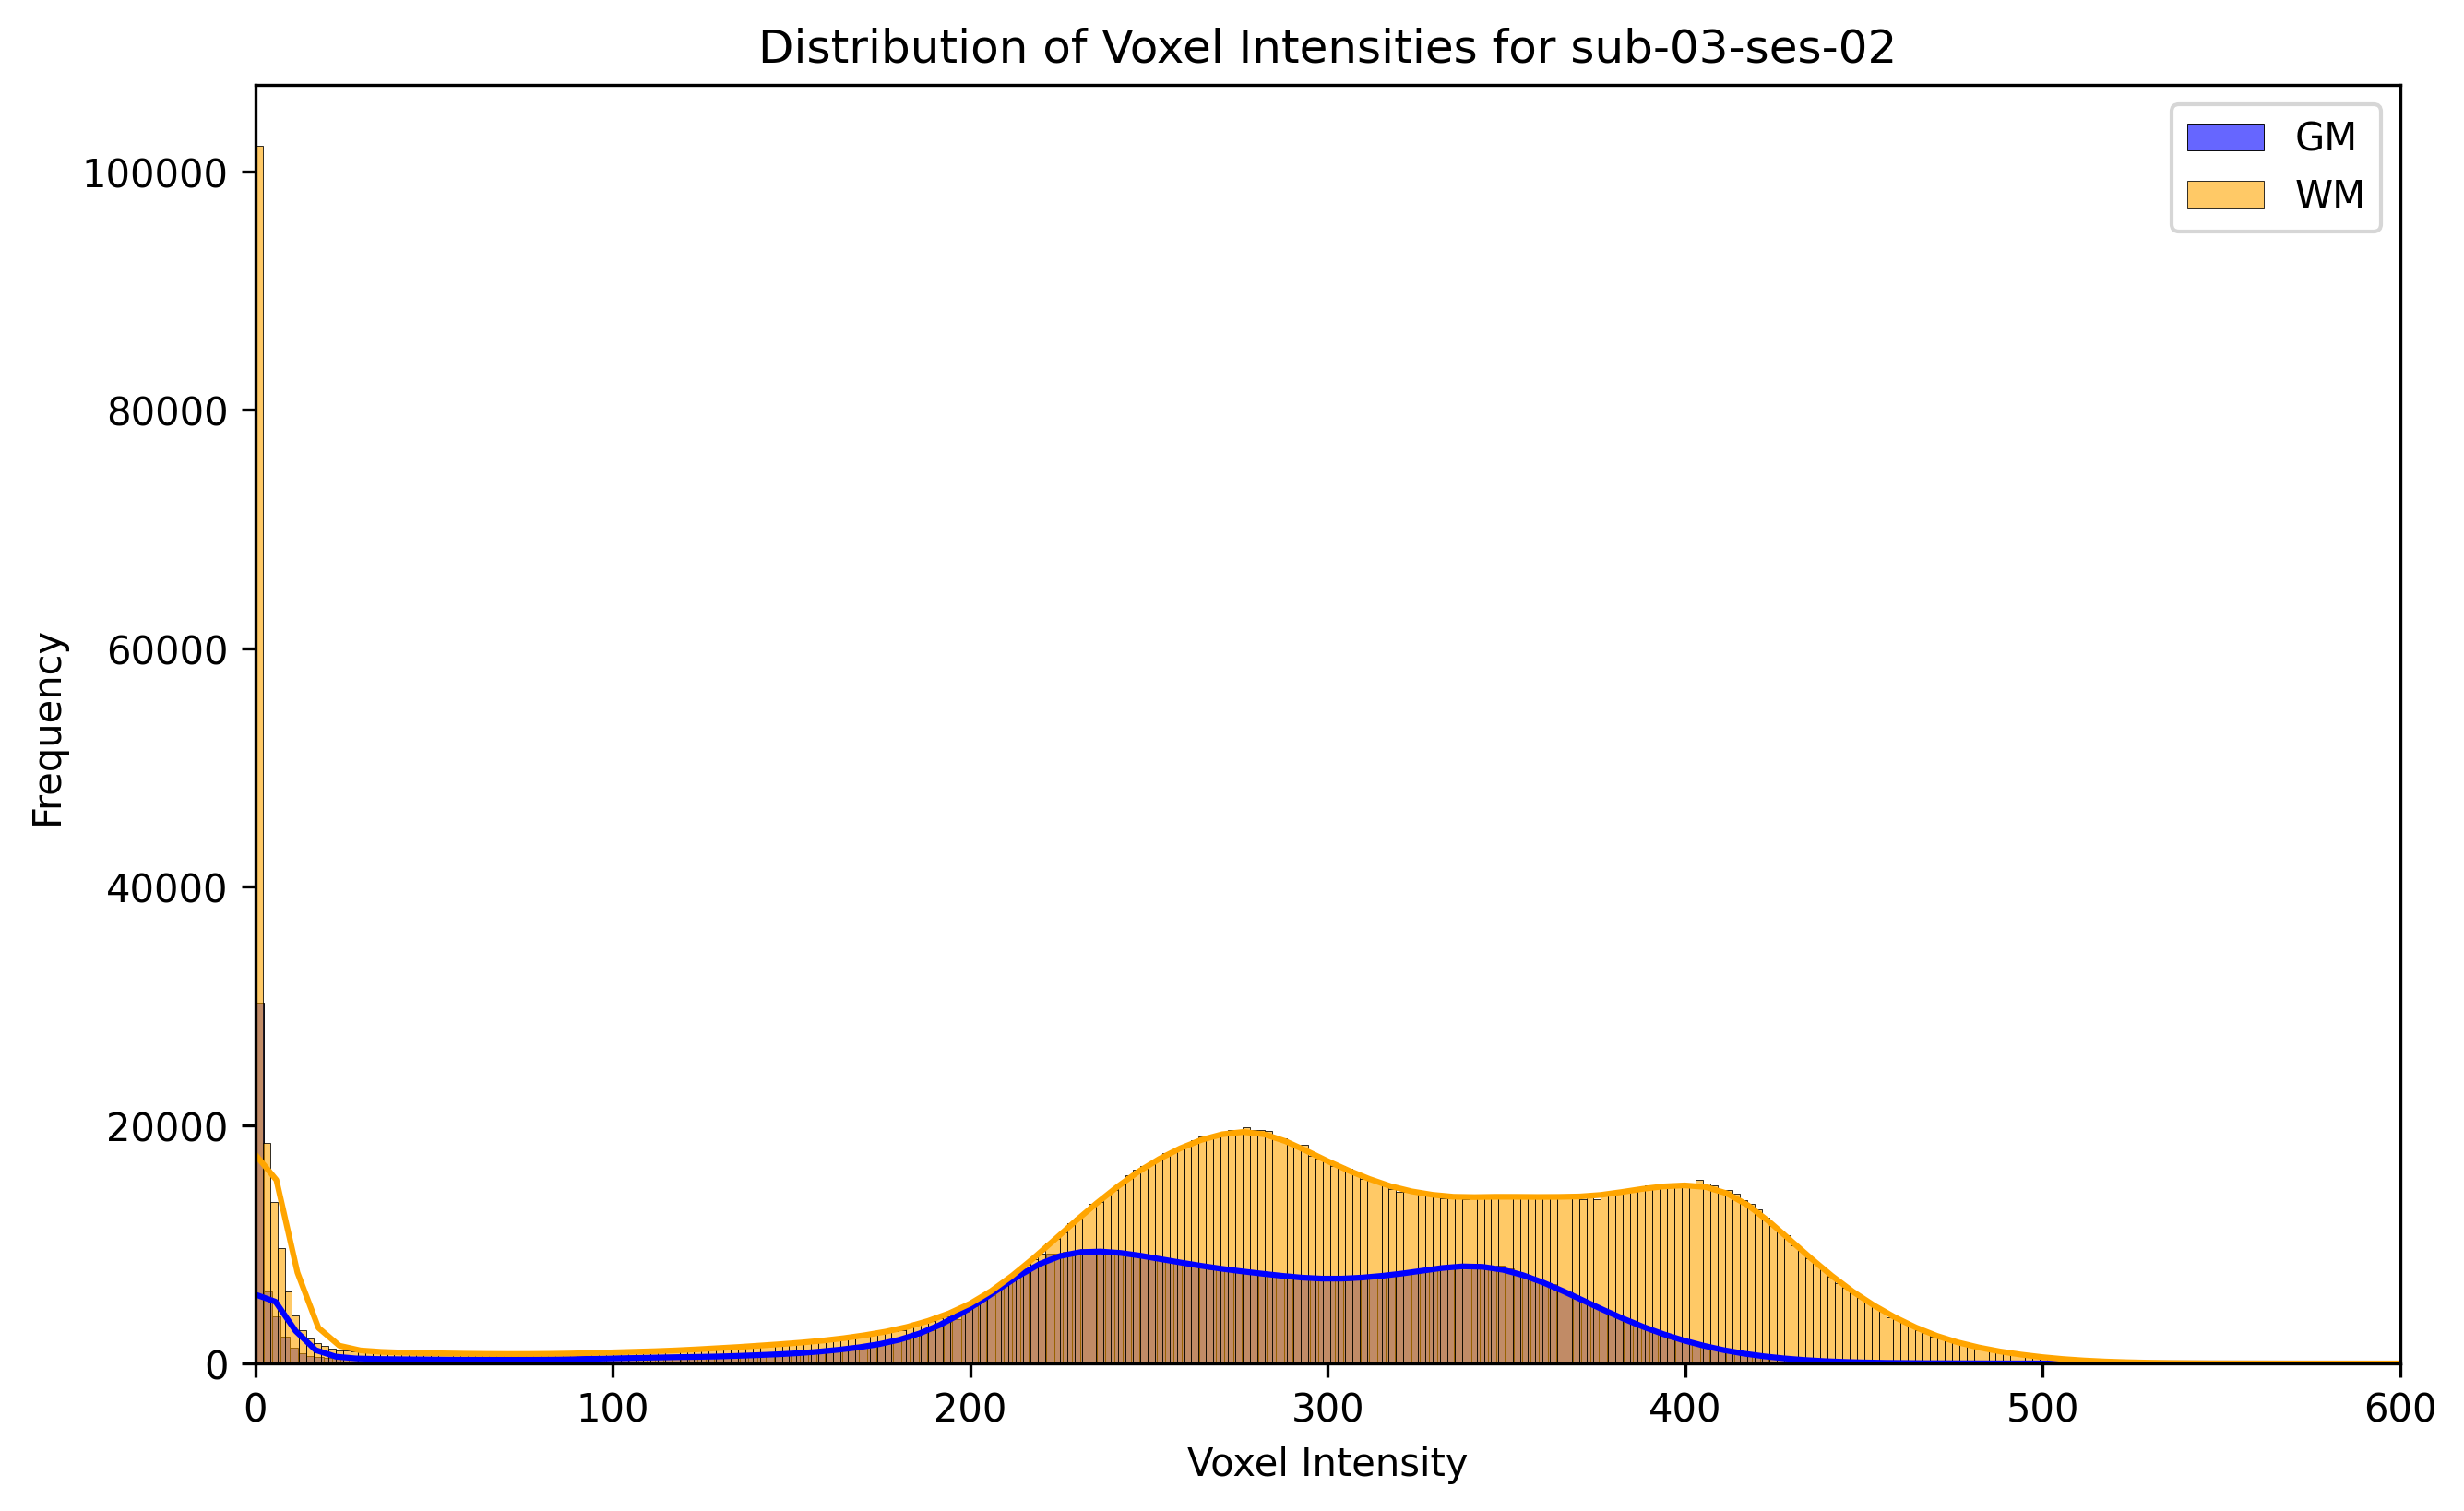 Distribution of Voxel Intensities for sub-03-ses-02
GM
WM
100000
80000
60000
40000
20000
0
Frequency
0 100 200 300 400 500 600
Voxel Intensity